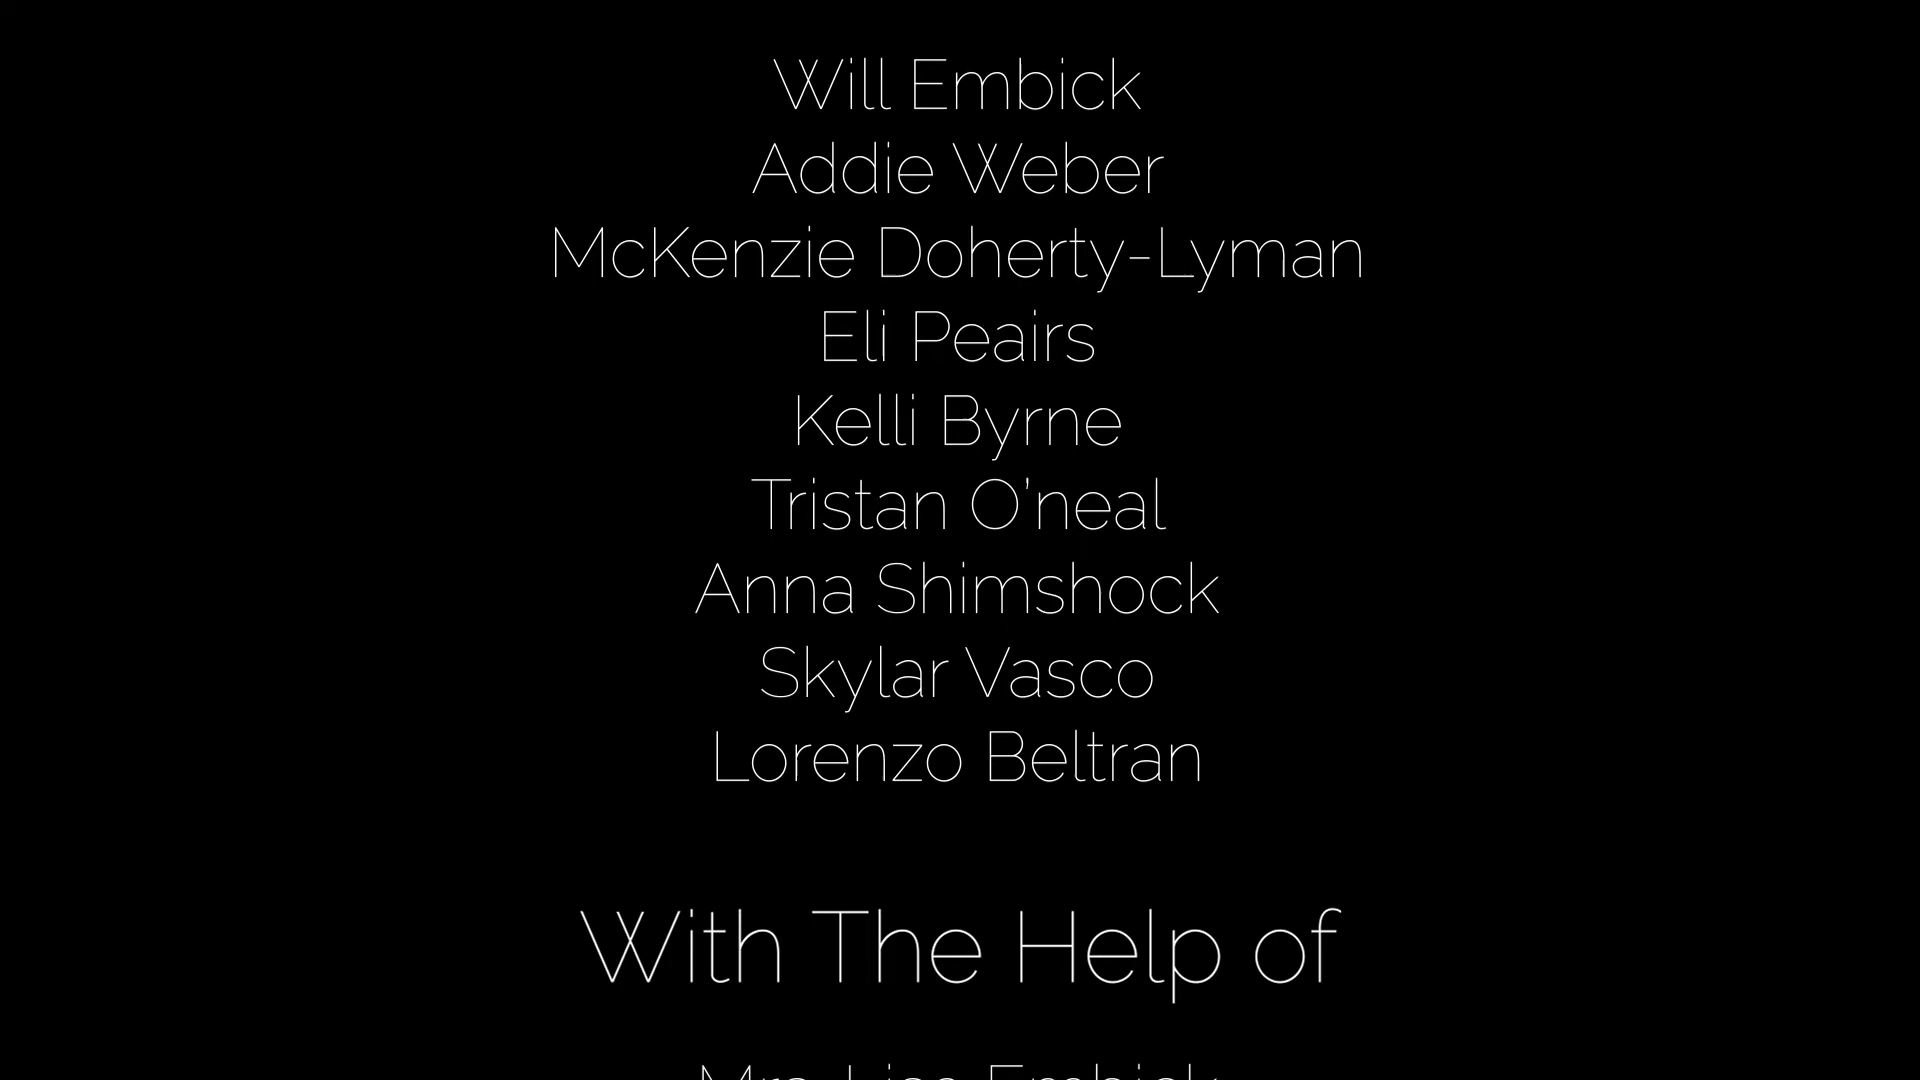 Will Embick
Addie Weber
McKenzie Doherty-Lyman
Eli Peairs
Kelli Byrne
Tristan O'neal
Anna Shimshock
Skylar Vasco
Lorenzo Beltran
With The Help of